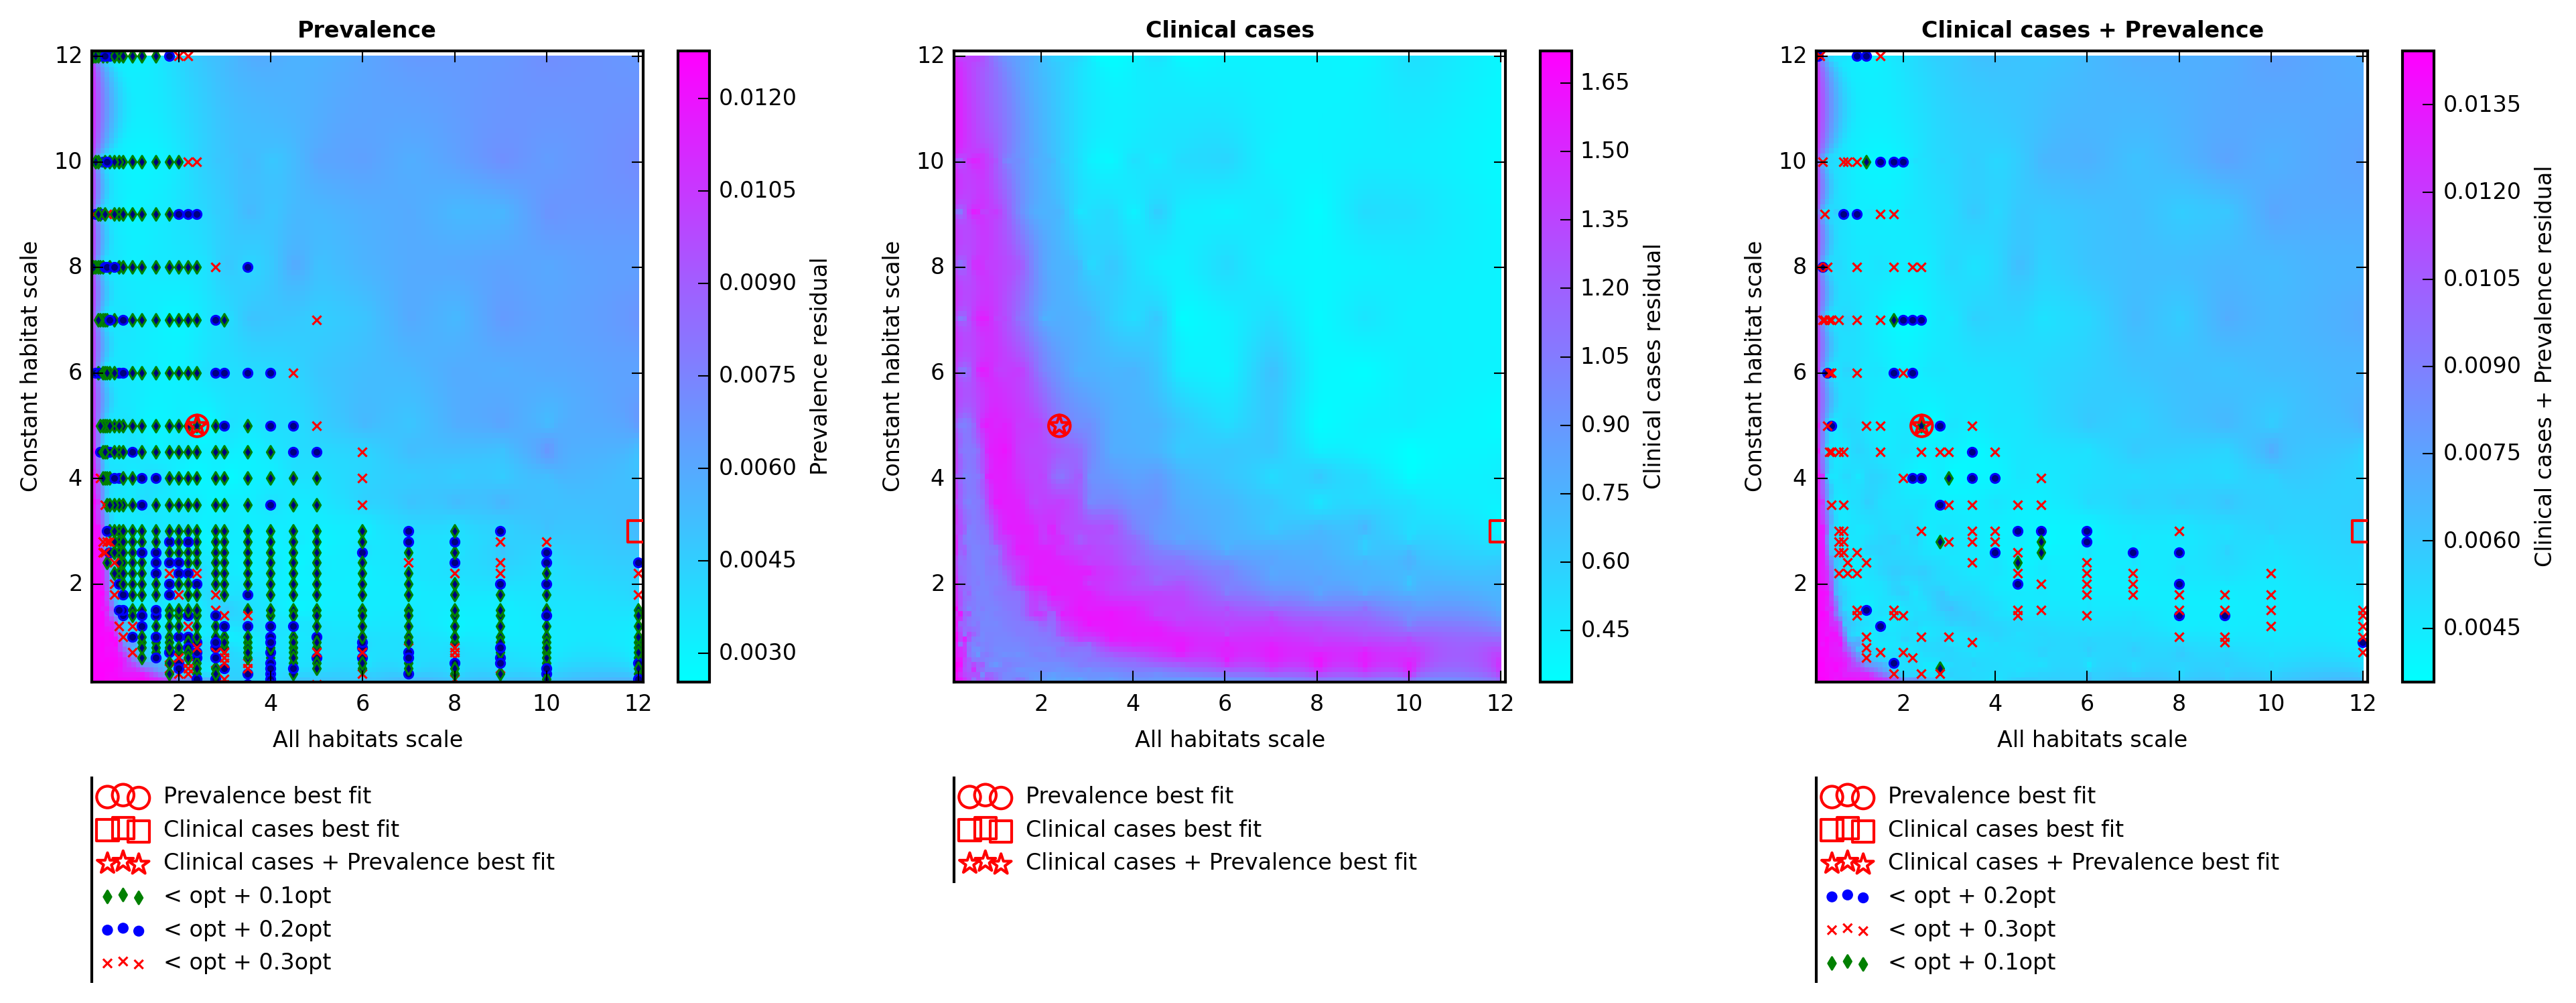 Prevalence
12
10
8
6
4
2
2 4 6 8 10 12
Constant habitat scale
All habitats scale
0.0120
0.0105
0.0090
0.0075
0.0060
0.0045
0.0030
Prevalence residual
Prevalence best fit
Clinical cases best fit
Clinical cases + Prevalence best fit
< opt + 0.1opt
< opt + 0.2opt
< opt + 0.3opt
Clinical cases
12
10
8
6
4
2
2 4 6 8 10 12
Constant habitat scale
All habitats scale
1.65
1.50
1.35
1.20
1.05
0.90
0.75
0.60
0.45
Clinical cases residual
Prevalence best fit
Clinical cases best fit
Clinical cases + Prevalence best fit
Clinical cases + Prevalence
12
10
8
6
4
2
2 4 6 8 10 12
Constant habitat scale
All habitats scale
0.0135
0.0120
0.0105
0.0090
0.0075
0.0060
0.0045
Clinical cases + Prevalence residual
Prevalence best fit
Clinical cases best fit
Clinical cases + Prevalence best fit
< opt + 0.2opt
< opt + 0.3opt
< opt + 0.1opt